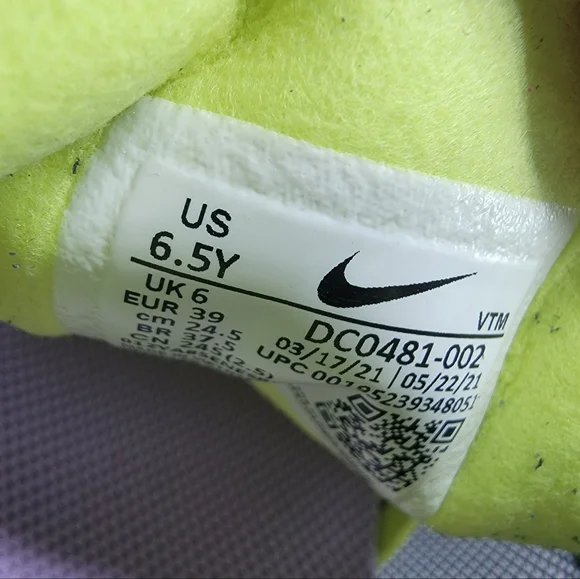 US
6.5Y
UK 6
EUR 39
cm 24.5
BR 37.5
VTM
DC0481-002
03/17/21 | 05/22/21
UPC 00195239348051